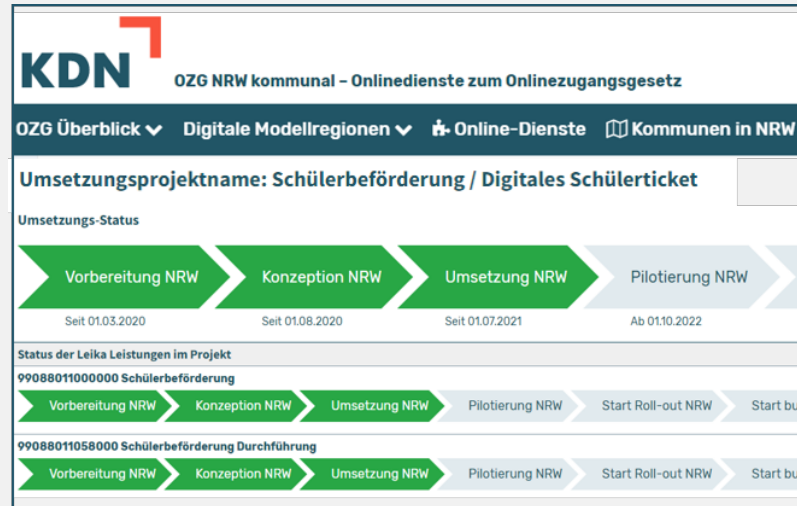 KDN
OZG NRW kommunal – Onlinedienste zum Onlinezugangsgesetz
OZG Überblick Digitale Modellregionen Online-Dienste Kommunen in NRW
Umsetzungsprojektname: Schülerbeförderung / Digitales Schülerticket
Umsetzungs-Status
Vorbereitung NRW Konzeption NRW Umsetzung NRW Pilotierung NRW
Seit 01.03.2020 Seit 01.08.2020 Seit 01.07.2021 Ab 01.10.2022
Status der Leika Leistungen im Projekt
99088011000000 Schülerbeförderung
Vorbereitung NRW Konzeption NRW Umsetzung NRW Pilotierung NRW Start Roll-out NRW Start bu
99088011058000 Schülerbeförderung Durchführung
Vorbereitung NRW Konzeption NRW Umsetzung NRW Pilotierung NRW Start Roll-out NRW Start bu